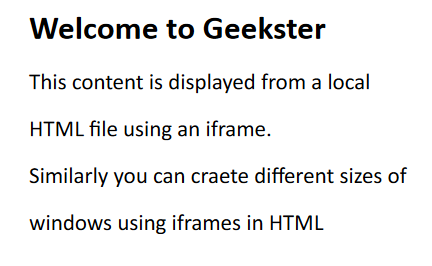 Welcome to Geekster
This content is displayed from a local
HTML file using an iframe.
Similarly you can craete different sizes of
windows using iframes in HTML